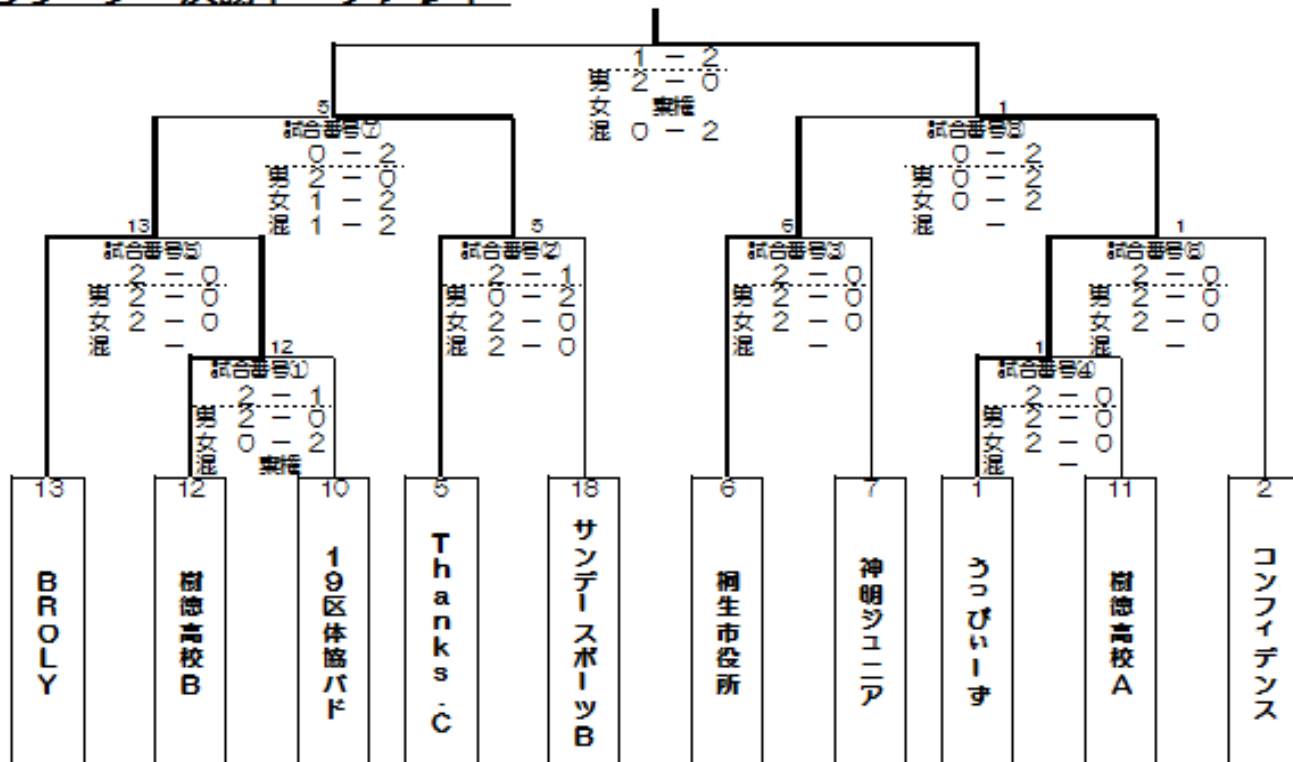 1 － 2
男 2 － 0
女 棄権
混 0 － 2
5
試合番号⑦
0 － 2
男 2 － 0
女 1 － 2
混 1 － 2
1
試合番号⑧
0 － 2
男 0 － 2
女 0 － 2
混 －
13
試合番号⑤
2 － 0
男 2 － 0
女 2 － 0
混 －
5
試合番号②
2 － 1
男 0 － 2
女 2 － 0
混 2 － 0
6
試合番号③
2 － 0
男 2 － 0
女 2 － 0
混 －
1
試合番号⑥
2 － 0
男 2 － 0
女 2 － 0
混 －
12
試合番号①
2 － 1
男 2 － 0
女 0 － 2
混 棄権
1
試合番号④
2 － 0
男 2 － 0
女 2 － 0
混 －
13
BROLY
12
樹徳高校B
10
19区体協バド
5
Thanks.C
18
サンデースポーツB
6
桐生市役所
7
神明ジュニア
1
うっぴぃーず
11
樹徳高校A
2
コンフィデンス